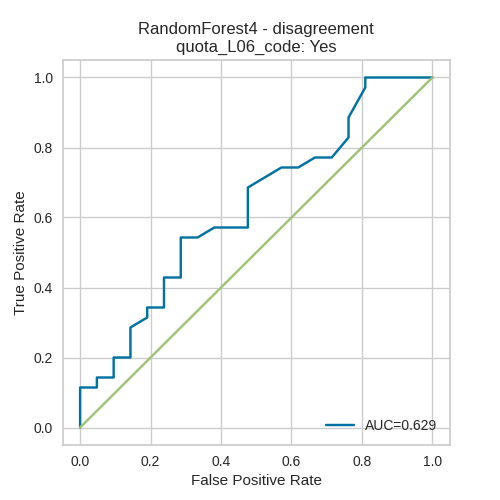 RandomForest4 - disagreement
quota_L06_code: Yes
True Positive Rate
1.0
0.8
0.6
0.4
0.2
0.0
AUC=0.629
0.0 0.2 0.4 0.6 0.8 1.0
False Positive Rate